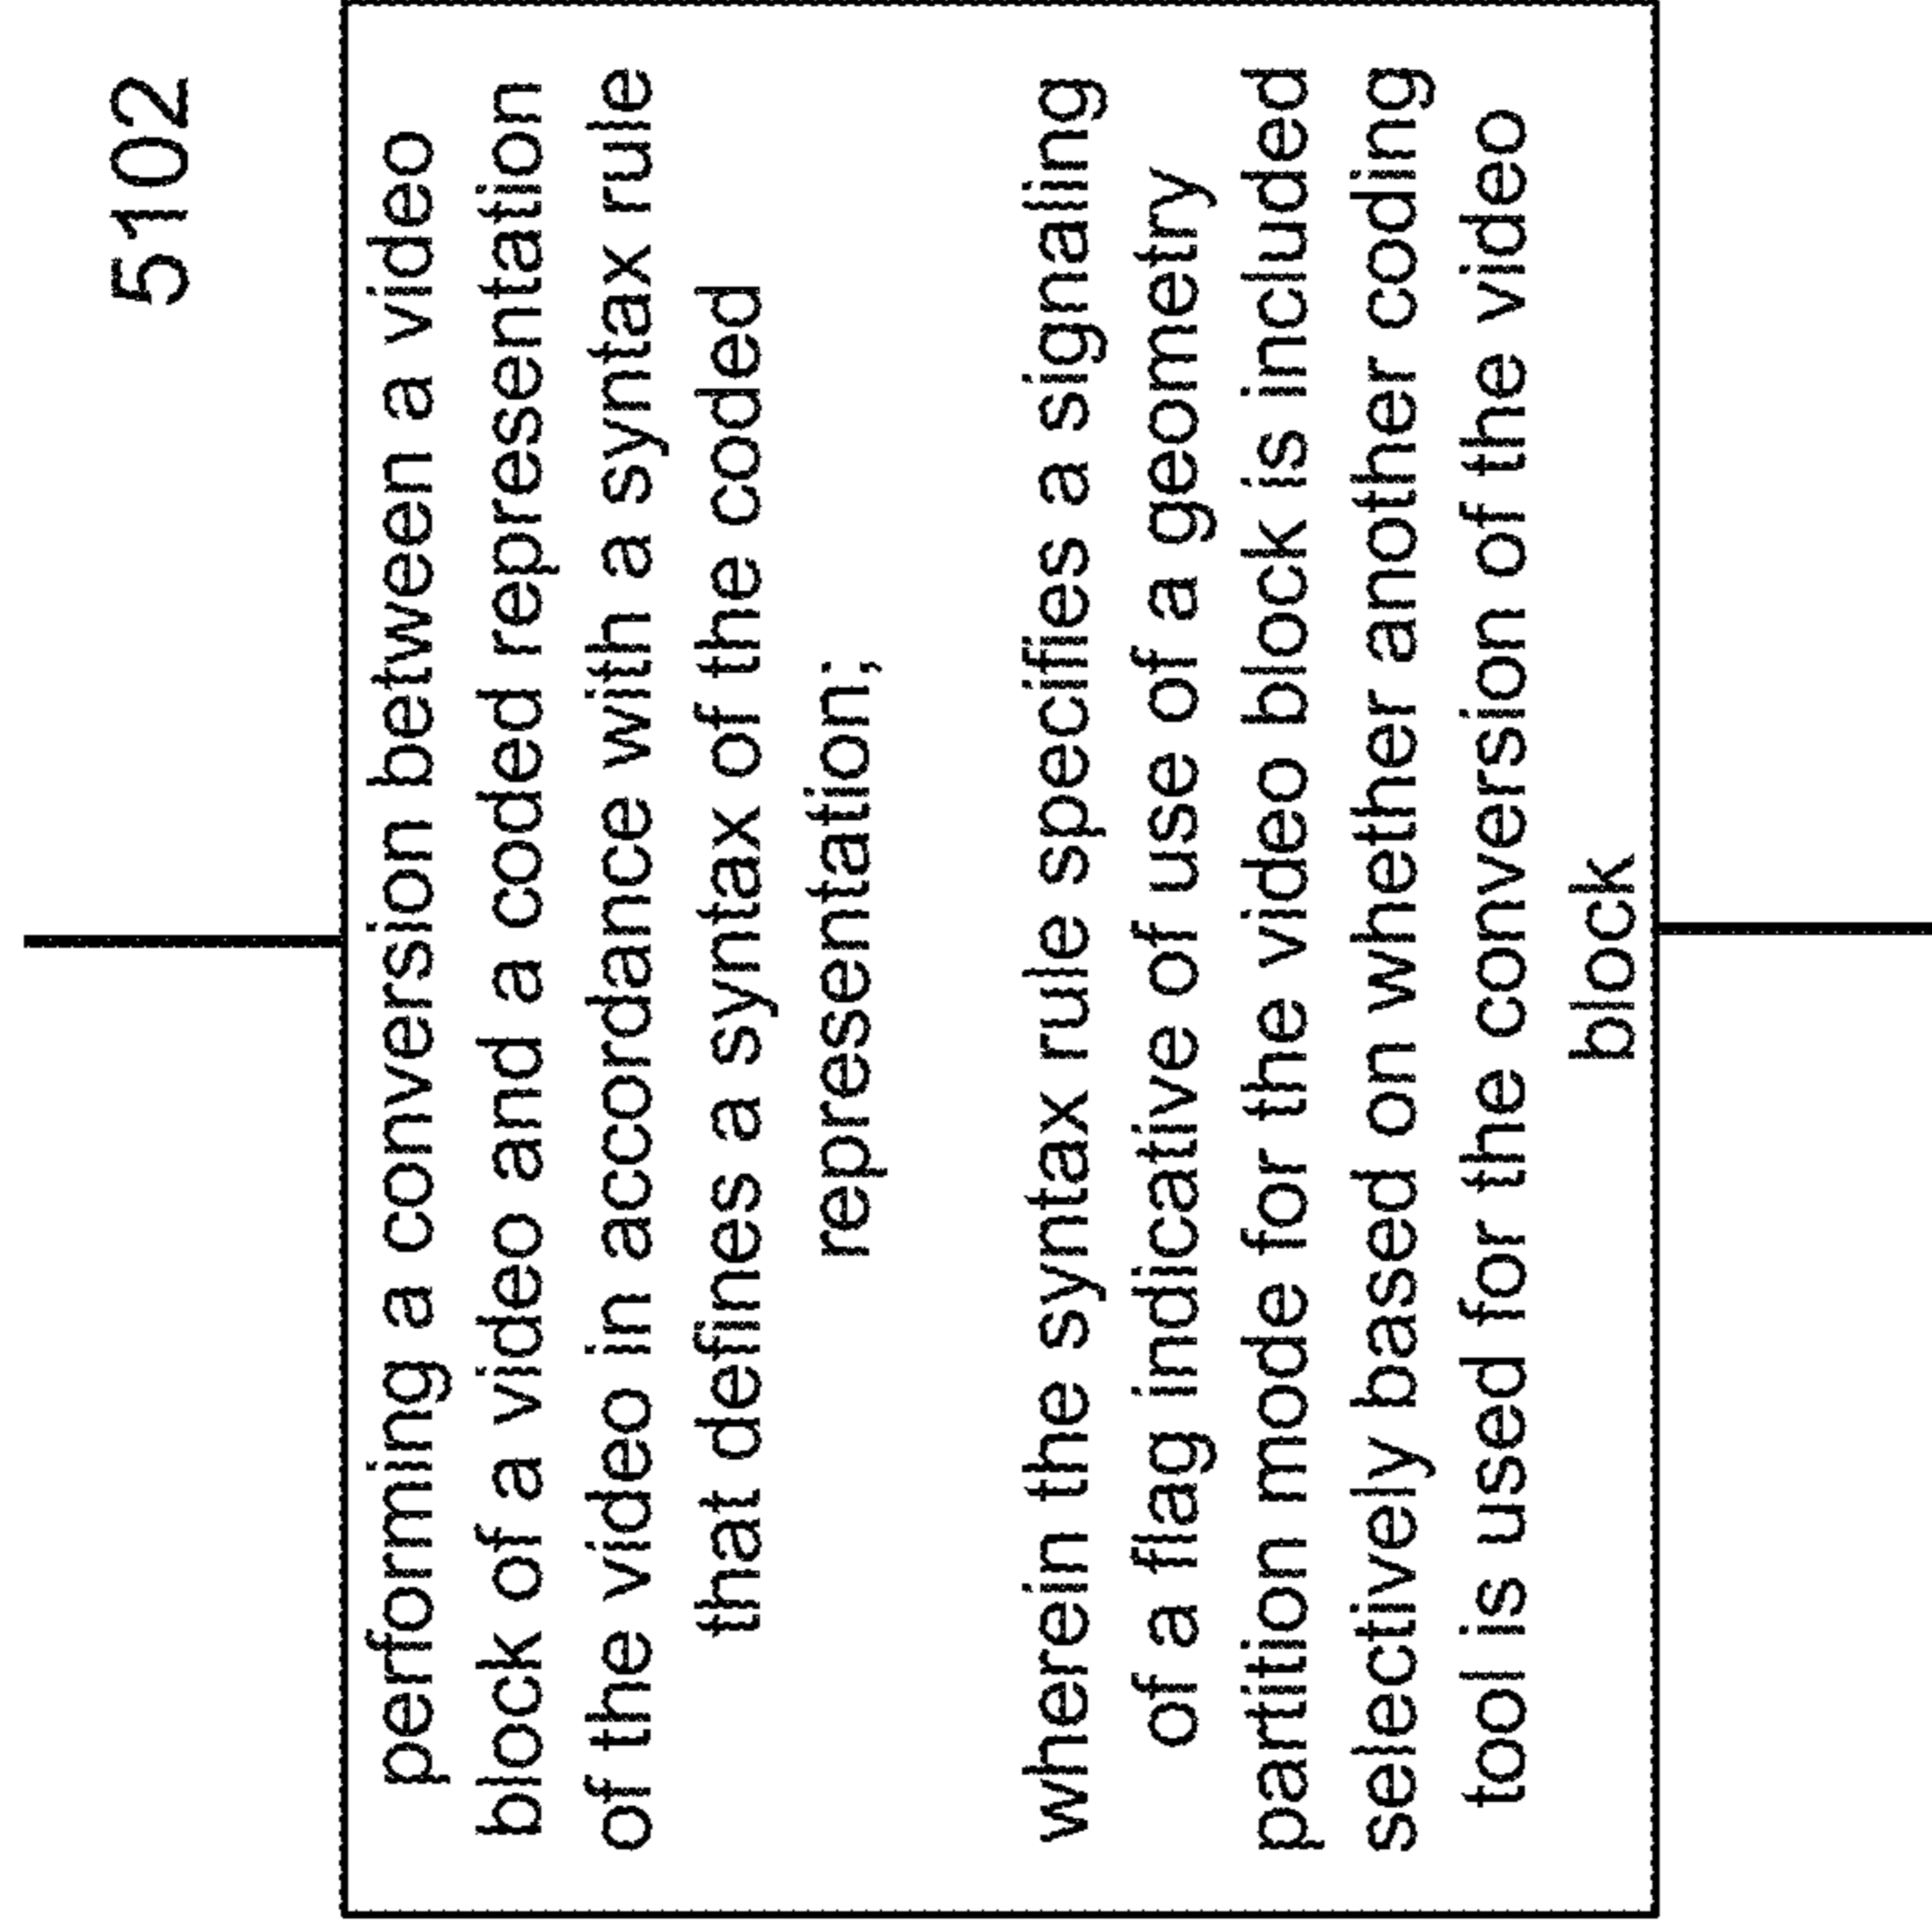 5102
performing a conversion between a video
block of a video and a coded representation
of the video in accordance with a syntax rule
that defines a syntax of the coded
representation;
wherein the syntax rule specifies a signaling
of a flag indicative of use of a geometry
partition mode for the video block is included
selectively based on whether another coding
tool is used for the conversion of the video
block